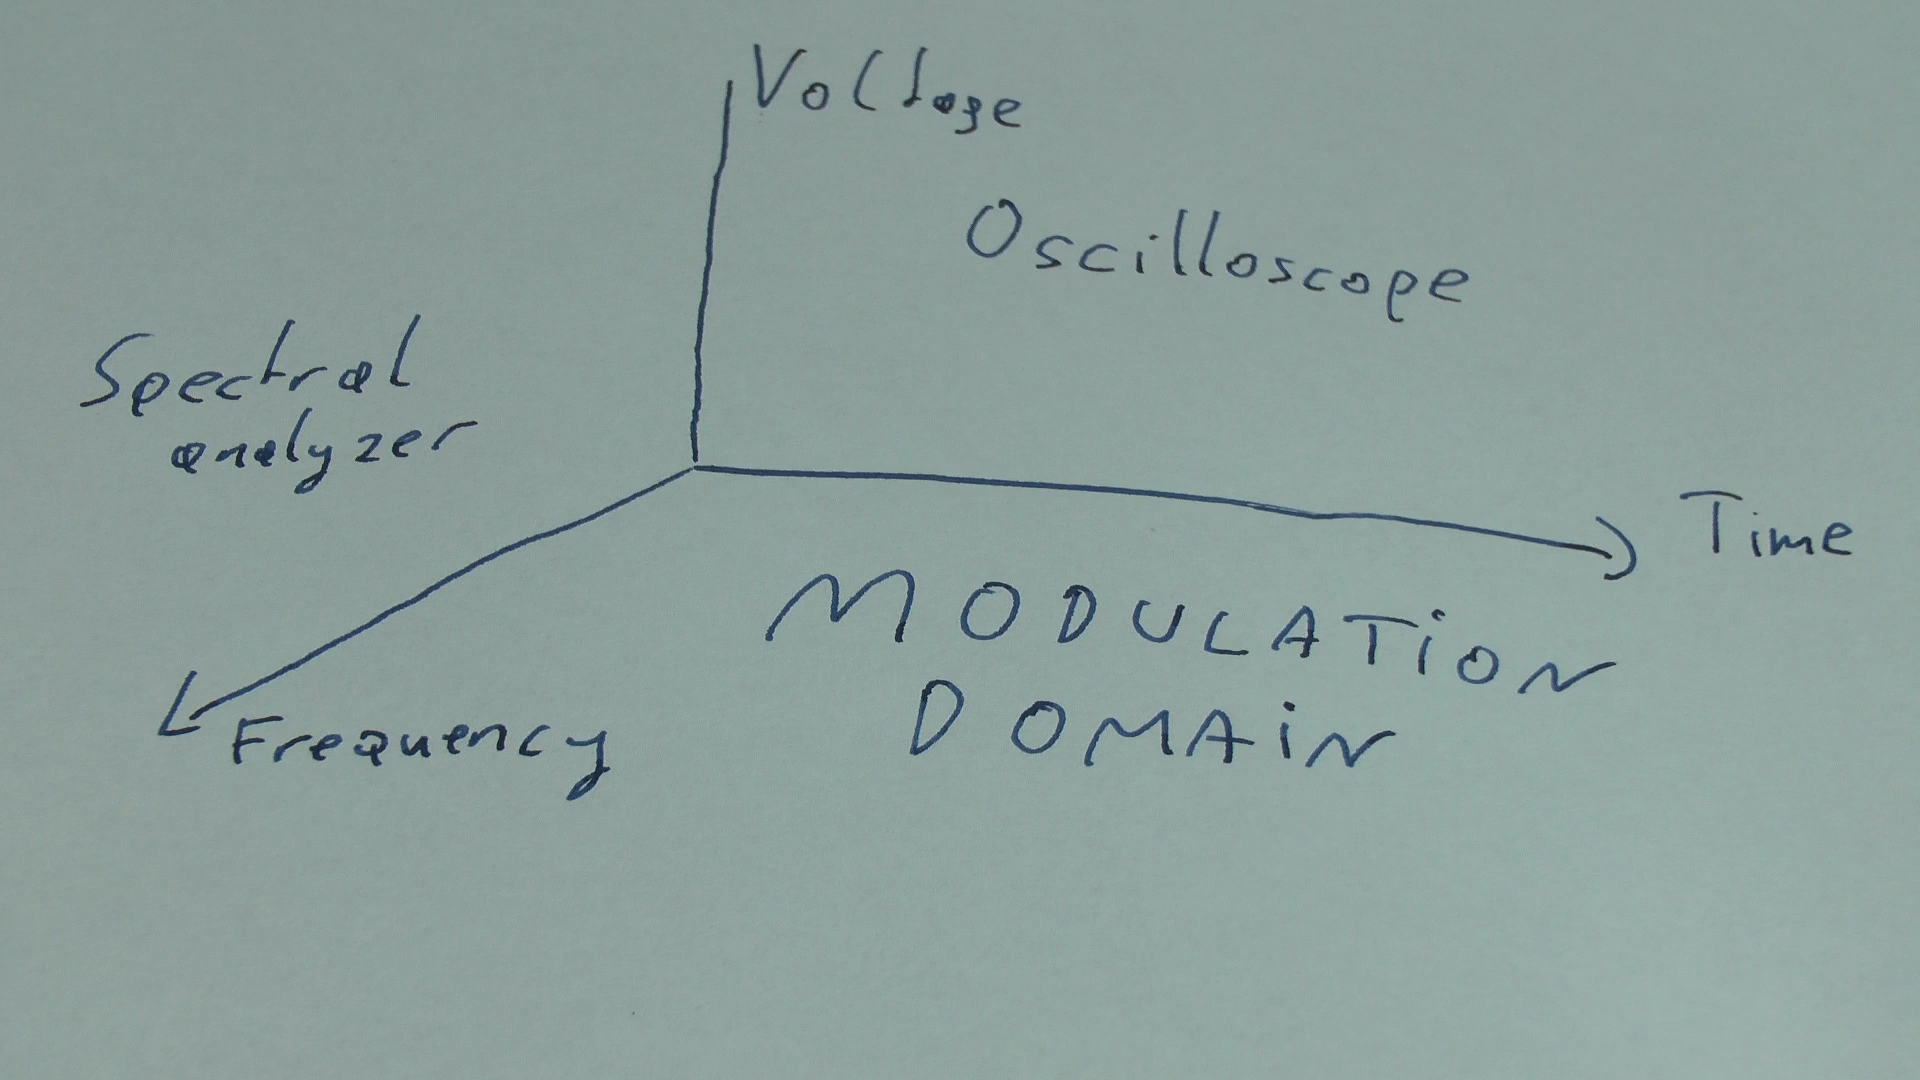 Voltage
Oscilloscope
Spectral
analyzer
Time
MODULATiON
DOMAiN
Frequency